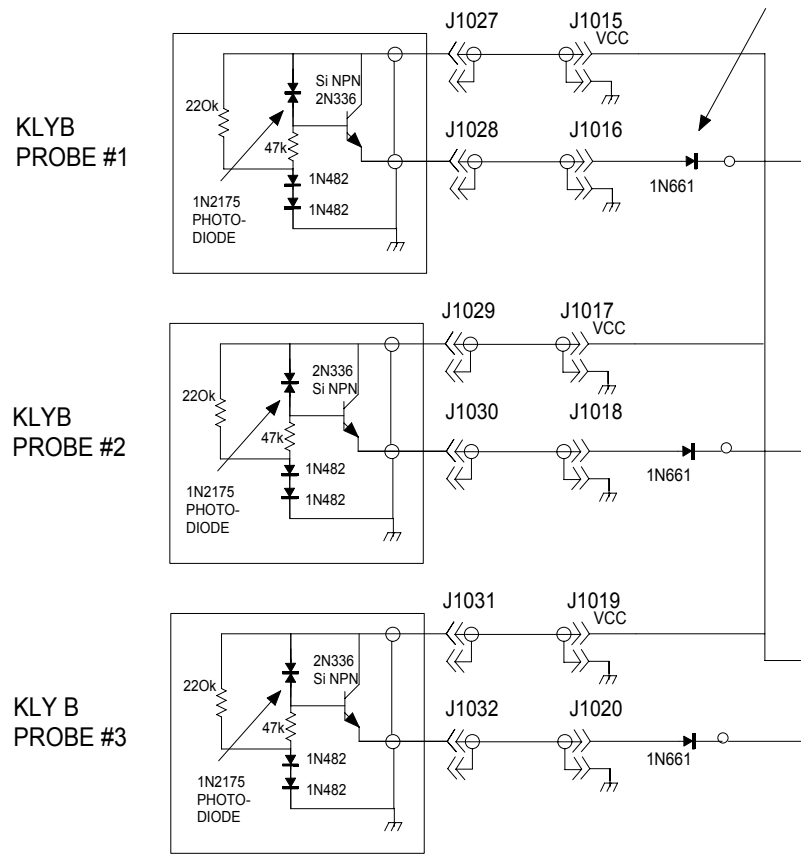 J1027
J1015
VCC
Si NPN
2N336
22Ok
KLYB
PROBE #1
47k
J1028
J1016
1N482
1N482
1N661
1N2175
PHOTO-
DIODE
J1029
J1017
VCC
2N336
Si NPN
22Ok
KLYB
PROBE #2
47k
J1030
J1018
1N482
1N482
1N661
1N2175
PHOTO-
DIODE
J1031
J1019
VCC
2N336
Si NPN
22Ok
KLY B
PROBE #3
47k
J1032
J1020
1N482
1N482
1N661
1N2175
PHOTO-
DIODE